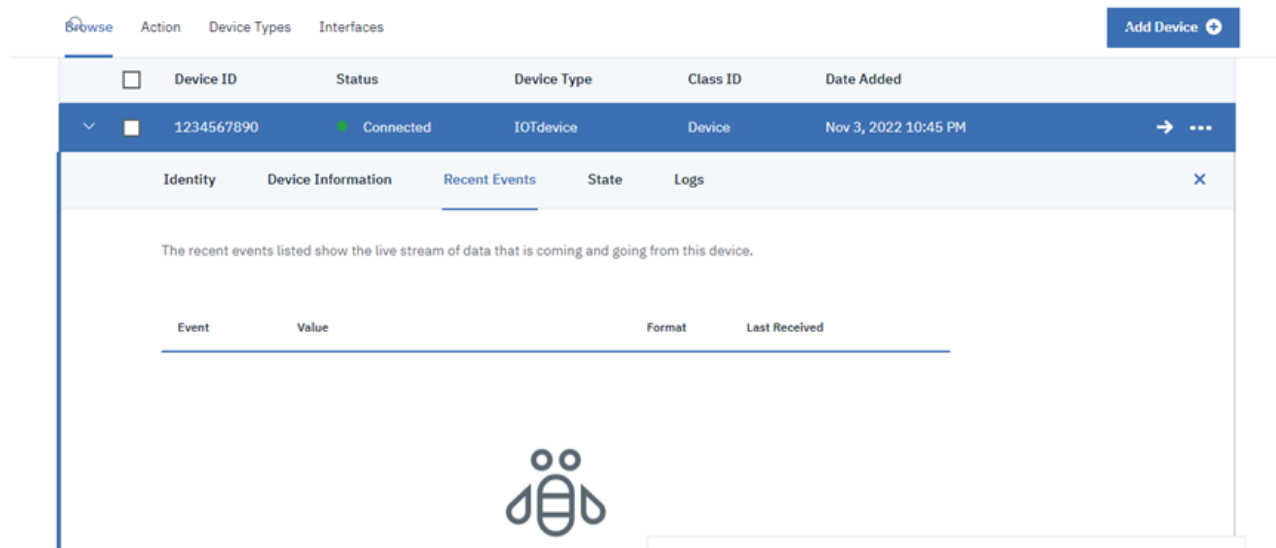 Browse Action Device Types Interfaces Add Device
Device ID Status Device Type Class ID Date Added
1234567890 Connected IOTdevice Device Nov 3, 2022 10:45 PM
Identity Device Information Recent Events State Logs
The recent events listed show the live stream of data that is coming and going from this device.
Event Value Format Last Received